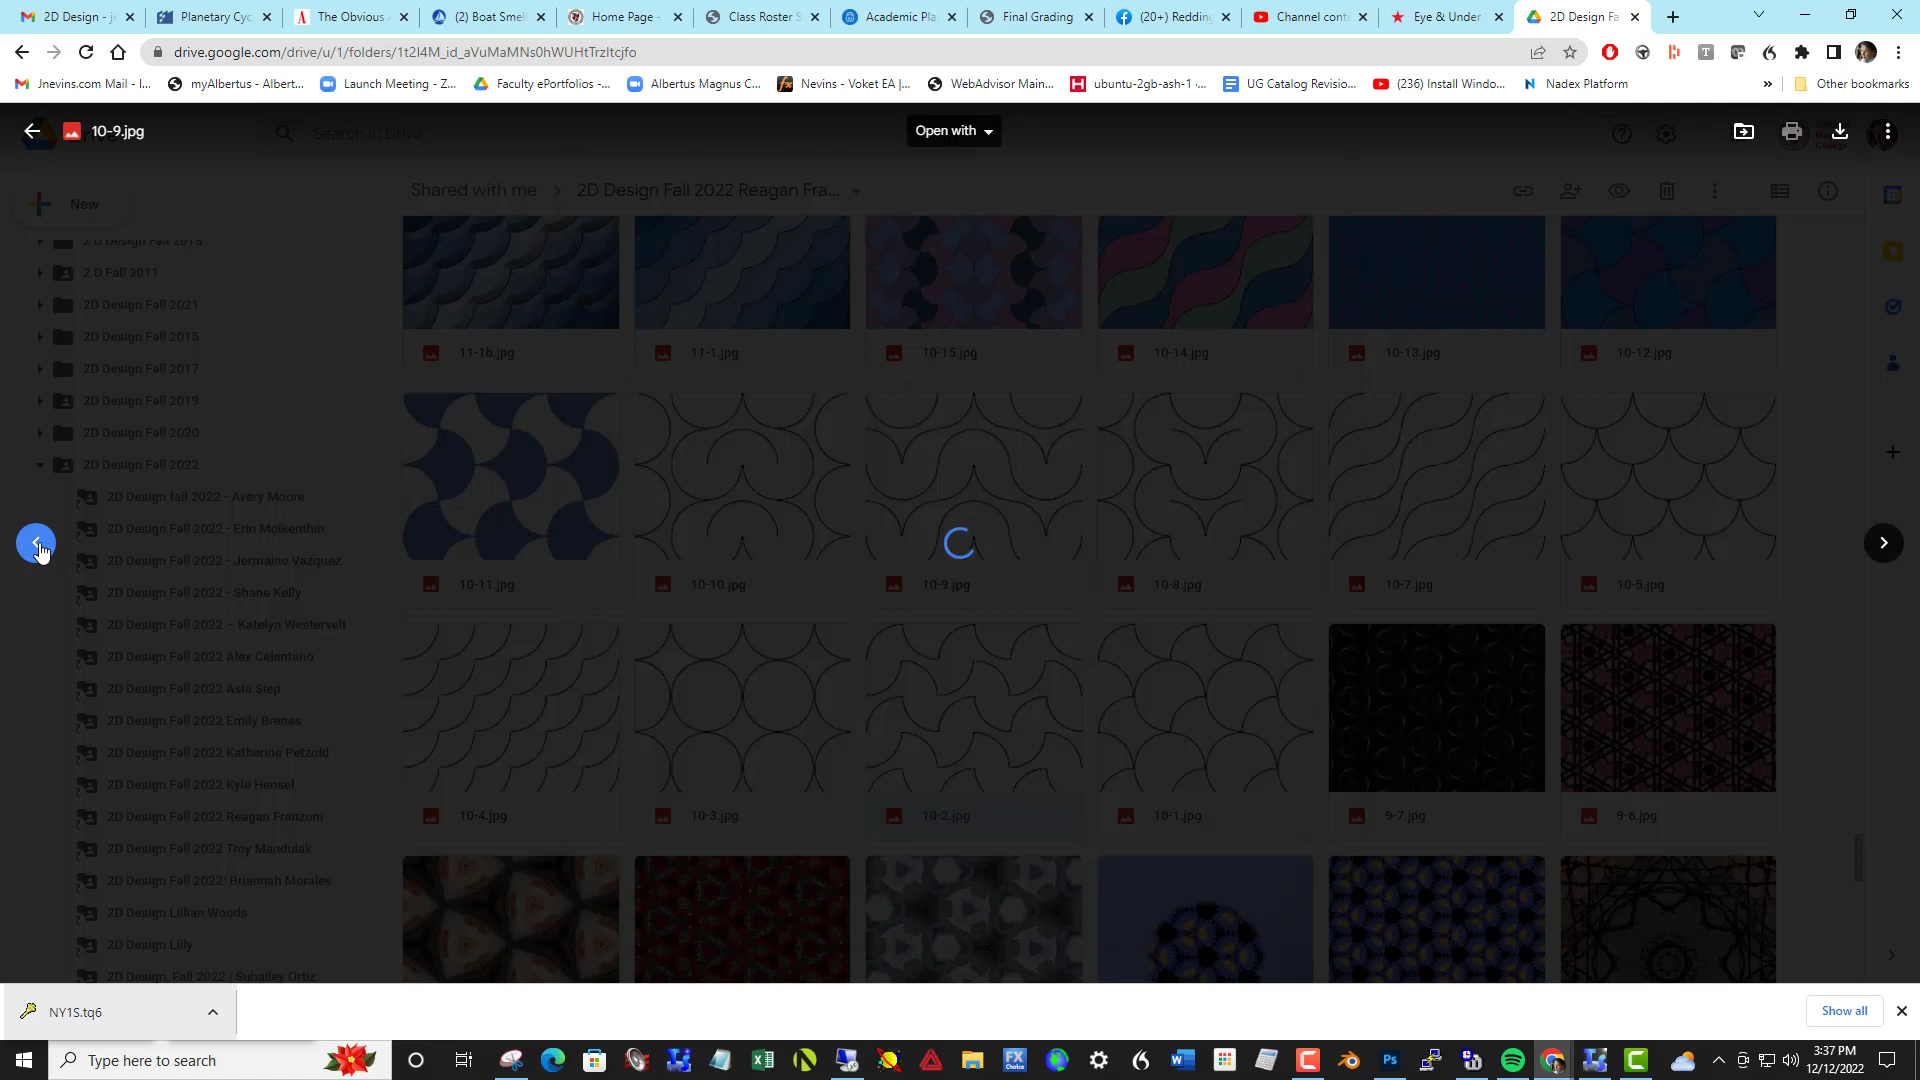 2D Design - jr
Planetary Cyc
The Obvious
(2) Boat Smel
Home Page -
Class Roster S
Academic Pla
Final Grading
(20+) Redding
Channel cont
Eye & Under
2D Design Fa
drive.google.com/drive/u/1/folders/1t2I4M_id_aVuMaMNs0hWUHtTrzItcjfo
Jnevins.com Mail - I...
myAlbertus - Albert...
Launch Meeting - Z...
Faculty ePortfolios -...
Albertus Magnus C...
Nevins - Voket EA |...
WebAdvisor Main...
ubuntu-2gb-ash-1 -...
UG Catalog Revisio...
(236) Install Windo...
Nadex Platform
»
Other bookmarks
10-9.jpg
Search in Drive
Open with
New
Shared with me > 2D Design Fall 2022 Reagan Fra...
2 D Design Fall 2018
2 D Fall 2011
2D Design Fall 2021
2D Design Fall 2015
2D Design Fall 2017
2D Design Fall 2019
2D Design Fall 2020
2D Design Fall 2022
2D Design fall 2022 - Avery Moore
2D Design Fall 2022 - Erin Molkenthin
2D Design Fall 2022 - Jermaine Vazquez
2D Design Fall 2022 - Shane Kelly
2D Design Fall 2022 – Katelyn Westervelt
2D Design Fall 2022 Alex Celentano
2D Design Fall 2022 Asia Siep
2D Design Fall 2022 Emily Brenes
2D Design Fall 2022 Katherine Petzold
2D Design Fall 2022 Kyle Hensel
2D Design Fall 2022 Reagan Franzoni
2D Design Fall 2022 Troy Mandulak
2D Design Fall 2022: Briannah Morales
2D Design Lillian Woods
2D Design Lilly
2D Design, Fall 2022 | Suhailey Ortiz
11-1b.jpg
11-1.jpg
10-15.jpg
10-14.jpg
10-13.jpg
10-12.jpg
10-11.jpg
10-10.jpg
10-9.jpg
10-8.jpg
10-7.jpg
10-5.jpg
10-4.jpg
10-3.jpg
10-2.jpg
10-1.jpg
9-7.jpg
9-6.jpg
NY1S.tq6
Show all
Type here to search
FX
Choice
Ps
3:37 PM
12/12/2022